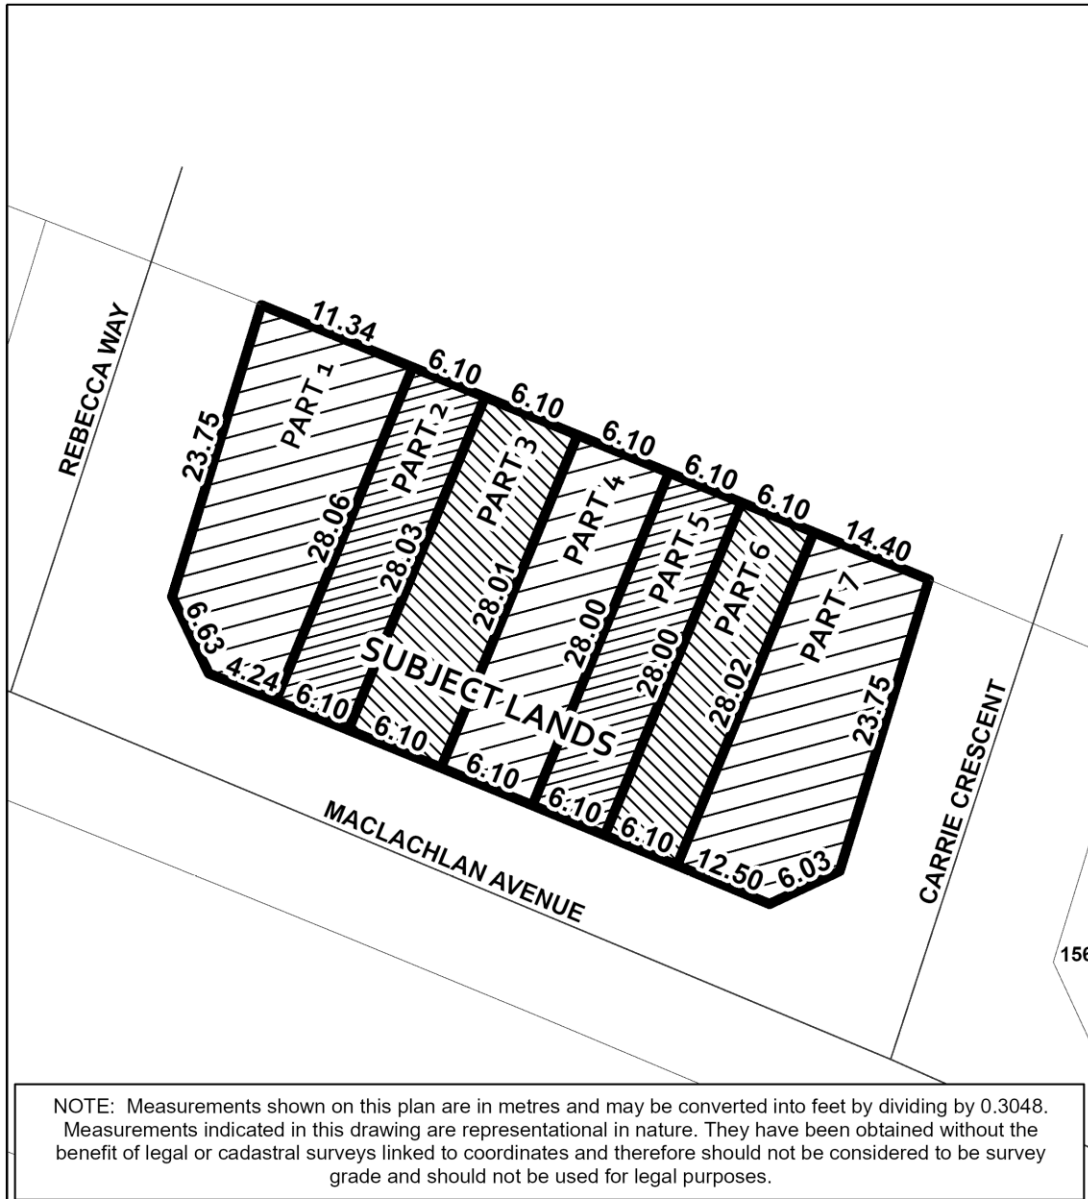 REBECCA WAY
11.34
6.10
6.10
6.10
6.10
6.10
14.40
PART 1
PART 2
PART 3
PART 4
PART 5
PART 6
PART 7
23.75
28.06
28.03
28.01
28.00
28.00
28.02
23.75
SUBJECT LANDS
6.63
4.24
6.10
6.10
6.10
6.10
6.10
12.50
6.03
MACLACHLAN AVENUE
CARRIE CRESCENT
156
NOTE: Measurements shown on this plan are in metres and may be converted into feet by dividing by 0.3048.
Measurements indicated in this drawing are representational in nature. They have been obtained without the
benefit of legal or cadastral surveys linked to coordinates and therefore should not be considered to be survey
grade and should not be used for legal purposes.